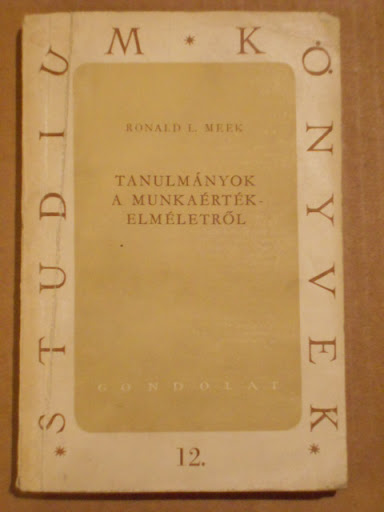 STUDIUM * KÖNYVEK *
RONALD L. MEEK
TANULMÁNYOK
A MUNKAÉRTÉK-
ELMÉLETRŐL
GONDOLAT
* 12. *